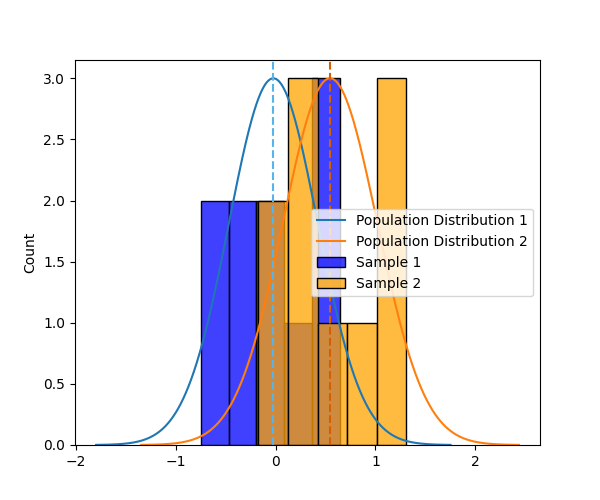 3.0
2.5
2.0
1.5
1.0
0.5
0.0
Count
Population Distribution 1
Population Distribution 2
Sample 1
Sample 2
−2
−1
0
1
2